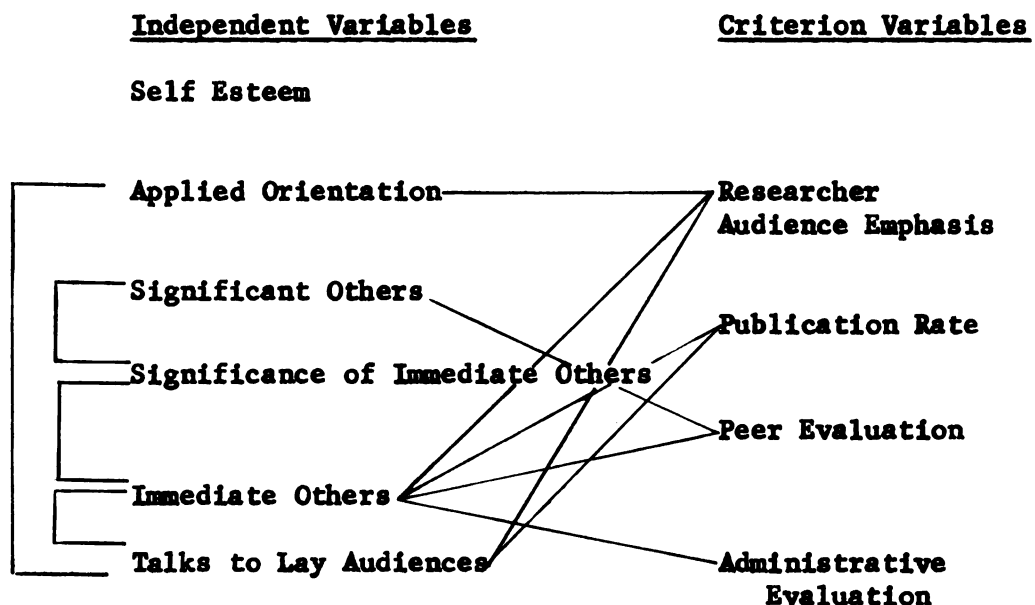 Independent Variables Criterion Variables
Self Esteem
Applied Orientation Researcher
Audience Emphasis
Significant Others
Publication Rate
Significance of Immediate Others
Peer Evaluation
Immediate Others
Talks to Lay Audiences Administrative
Evaluation